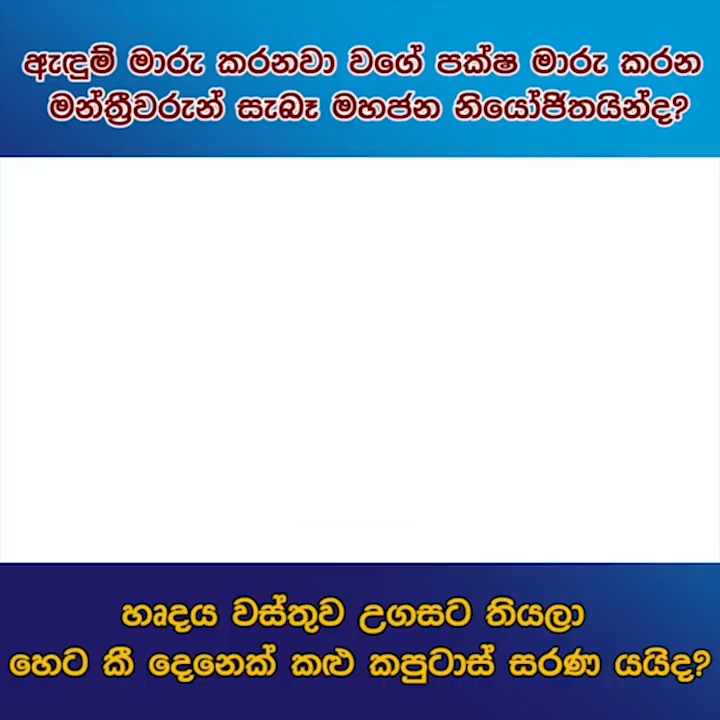 ඇඳුම් මාරු කරනවා වගේ පක්ෂ මාරු කරන
මන්ත්‍රීවරුන් සැබෑ මහජන නියෝජිතයින්ද?
හෘදය වස්තුව උගසට තියලා
හෙට කී දෙනෙක් කළු කපුටාස් සරණ යයිද?